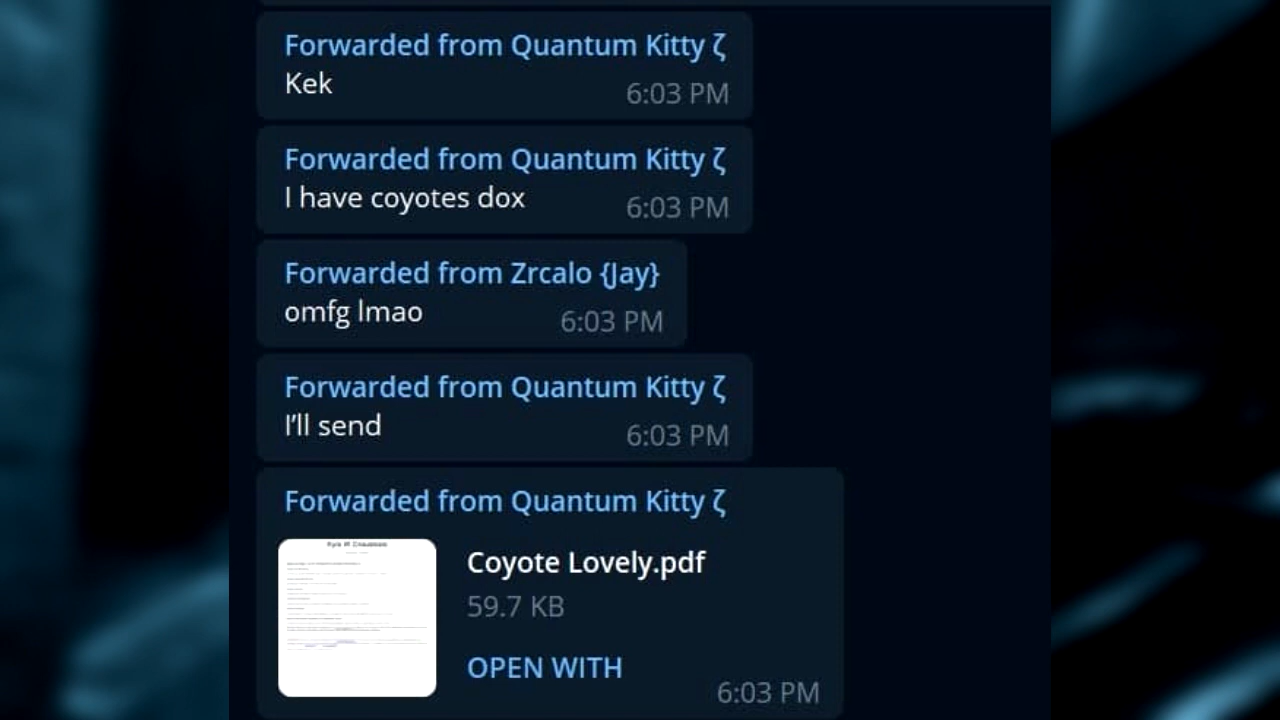 Forwarded from Quantum Kitty ζ
Kek
6:03 PM
Forwarded from Quantum Kitty ζ
I have coyotes dox
6:03 PM
Forwarded from Zrcalo {Jay}
omfg lmao
6:03 PM
Forwarded from Quantum Kitty ζ
I'll send
6:03 PM
Forwarded from Quantum Kitty ζ
Coyote Lovely.pdf
59.7 KB
OPEN WITH
6:03 PM